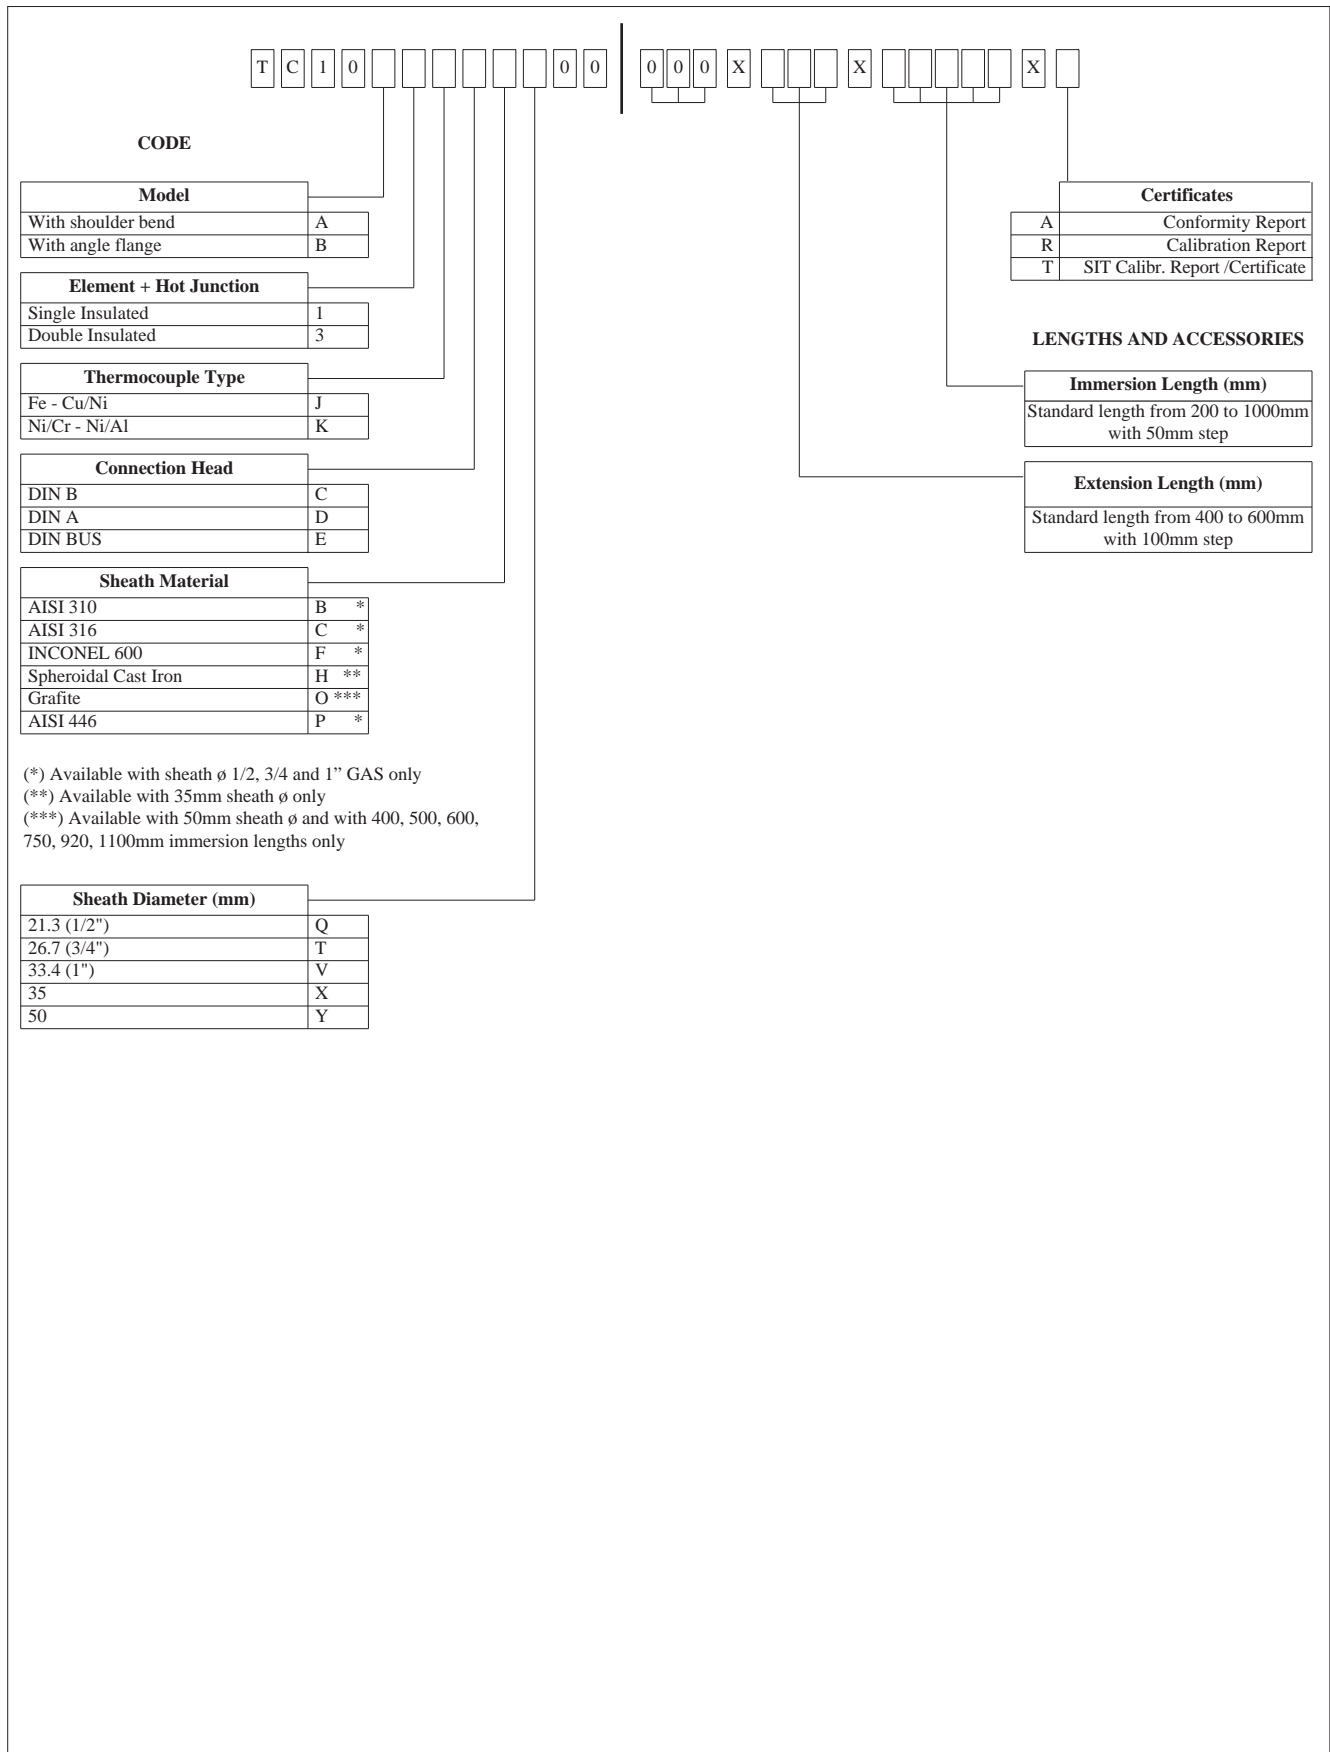 T C 1 0 0 0 0 0 0 X X X
CODE
Model
With shoulder bend A
With angle flange B
Element + Hot Junction
Single Insulated 1
Double Insulated 3
Thermocouple Type
Fe - Cu/Ni J
Ni/Cr - Ni/Al K
Connection Head
DIN B C
DIN A D
DIN BUS E
Sheath Material
AISI 310 B *
AISI 316 C *
INCONEL 600 F *
Spheroidal Cast Iron H **
Grafite O ***
AISI 446 P *
(*) Available with sheath ø 1/2, 3/4 and 1” GAS only
(**) Available with 35mm sheath ø only
(***) Available with 50mm sheath ø and with 400, 500, 600,
750, 920, 1100mm immersion lengths only
Sheath Diameter (mm)
21.3 (1/2") Q
26.7 (3/4") T
33.4 (1") V
35 X
50 Y
Certificates
A Conformity Report
R Calibration Report
T SIT Calibr. Report /Certificate
LENGTHS AND ACCESSORIES
Immersion Length (mm)
Standard length from 200 to 1000mm
with 50mm step
Extension Length (mm)
Standard length from 400 to 600mm
with 100mm step